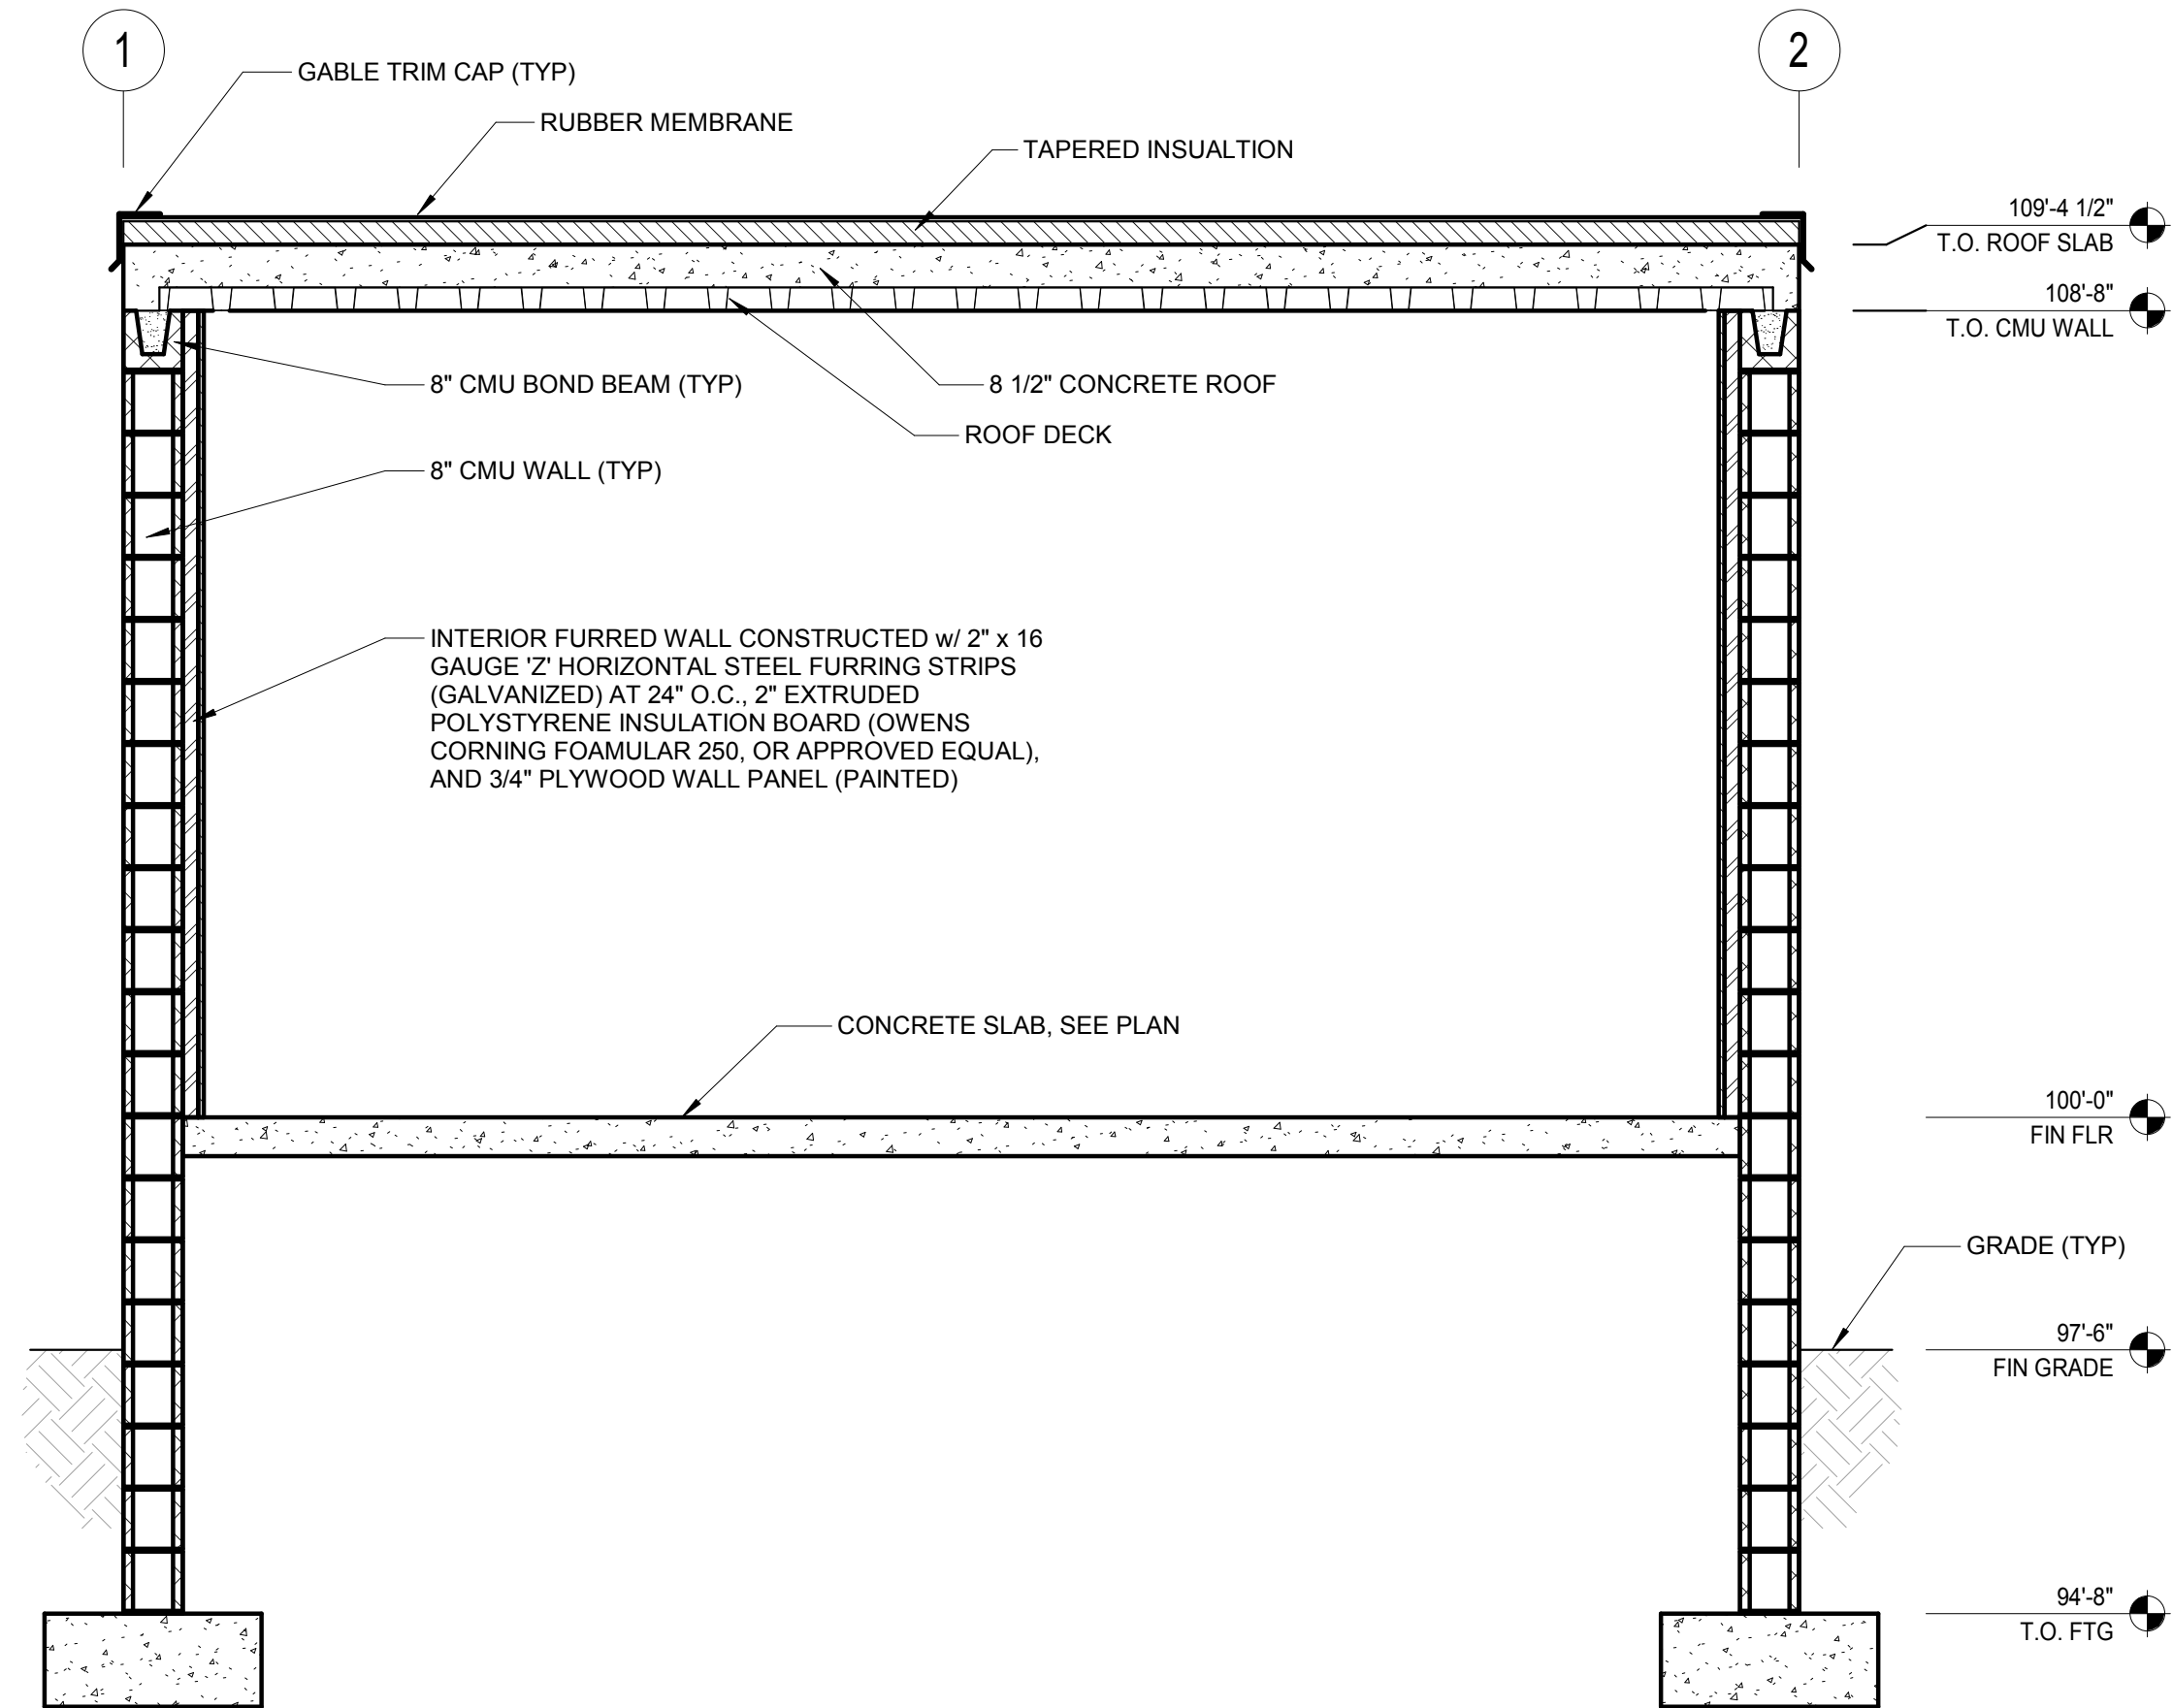 1
2
GABLE TRIM CAP (TYP)
RUBBER MEMBRANE
TAPERED INSUALTION
109'-4 1/2"
T.O. ROOF SLAB
108'-8"
T.O. CMU WALL
8" CMU BOND BEAM (TYP)
8 1/2" CONCRETE ROOF
ROOF DECK
8" CMU WALL (TYP)
INTERIOR FURRED WALL CONSTRUCTED w/ 2" x 16
GAUGE 'Z' HORIZONTAL STEEL FURRING STRIPS
(GALVANIZED) AT 24" O.C., 2" EXTRUDED
POLYSTYRENE INSULATION BOARD (OWENS
CORNING FOAMULAR 250, OR APPROVED EQUAL),
AND 3/4" PLYWOOD WALL PANEL (PAINTED)
CONCRETE SLAB, SEE PLAN
100'-0"
FIN FLR
GRADE (TYP)
97'-6"
FIN GRADE
94'-8"
T.O. FTG